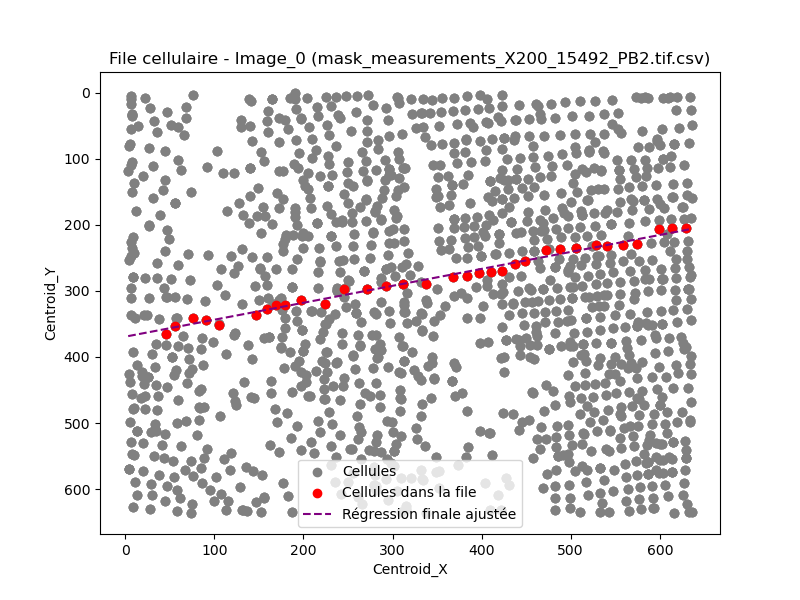 File cellulaire - Image_0 (mask_measurements_X200_15492_PB2.tif.csv)
0
100
200
300
400
500
600
Centroid_Y
Cellules
Cellules dans la file
Régression finale ajustée
0 100 200 300 400 500 600
Centroid_X